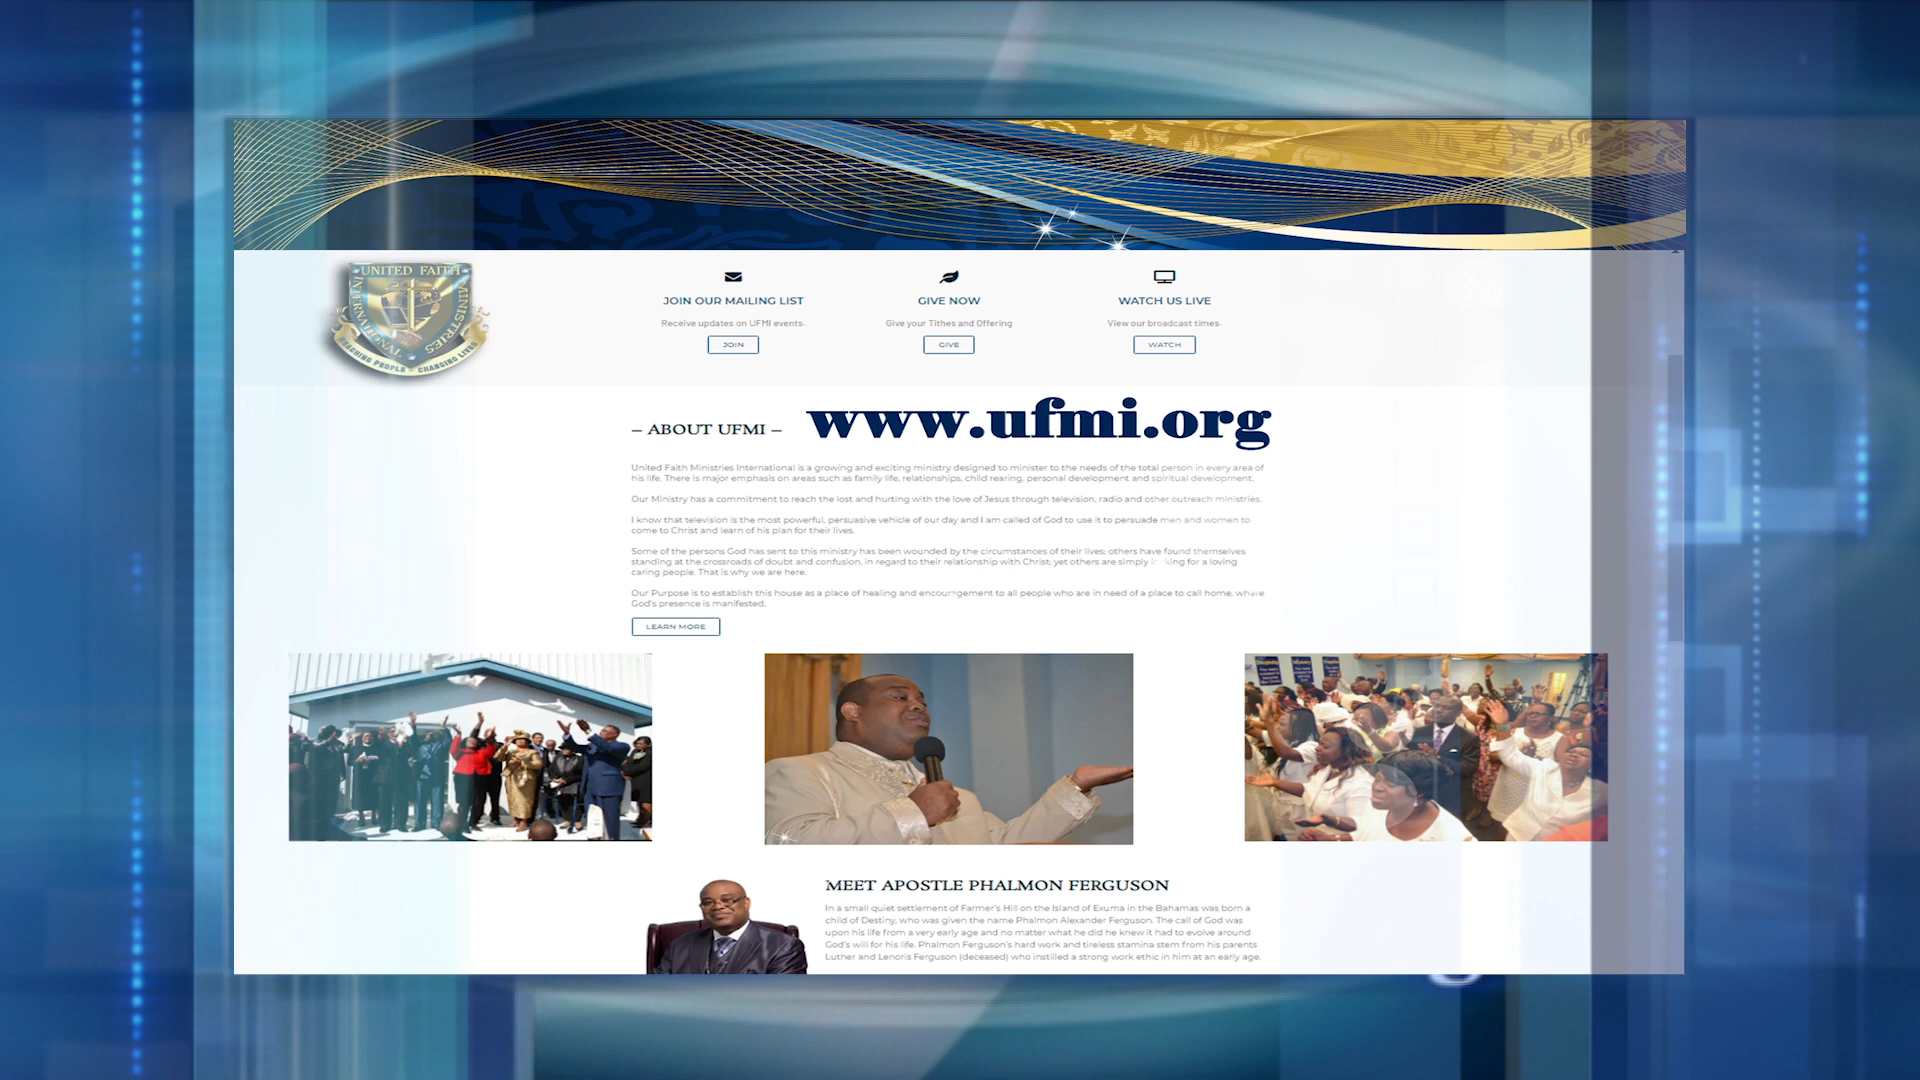 UNITED FAITH
MINISTRIES
INTERNATIONAL
REACHING PEOPLE - CHANGING LIVES
JOIN OUR MAILING LIST
Receive updates on UFMI events.
JOIN
GIVE NOW
Give your Tithes and Offering
GIVE
WATCH US LIVE
View our broadcast times.
WATCH
– ABOUT UFMI –
www.ufmi.org
United Faith Ministries International is a growing and exciting ministry designed to minister to the needs of the total person in every area of
his life. There is major emphasis on areas such as family life, relationships, child rearing, personal development and spiritual development.
Our Ministry has a commitment to reach the lost and hurting with the love of Jesus through television, radio and other outreach ministries.
I know that television is the most powerful, persuasive vehicle of our day and I am called of God to use it to persuade men and women to
come to Christ and learn of his plan for their lives.
Some of the persons God has sent to this ministry has been wounded by the circumstances of their lives; others have found themselves
standing at the crossroads of doubt and confusion, in regard to their relationship with Christ; yet others are simply looking for a loving
caring people. That is why we are here.
Our Purpose is to establish this house as a place of healing and encouragement to all people who are in need of a place to call home, where
God's presence is manifested.
LEARN MORE
MEET APOSTLE PHALMON FERGUSON
In a small quiet settlement of Farmer's Hill on the Island of Exuma in the Bahamas was born a
child of Destiny, who was given the name Phalmon Alexander Ferguson. The call of God was
upon his life from a very early age and no matter what he did he knew it had to evolve around
God's will for his life. Phalmon Ferguson's hard work and tireless stamina stem from his parents
Luther and Lenoris Ferguson (deceased) who instilled a strong work ethic in him at an early age.